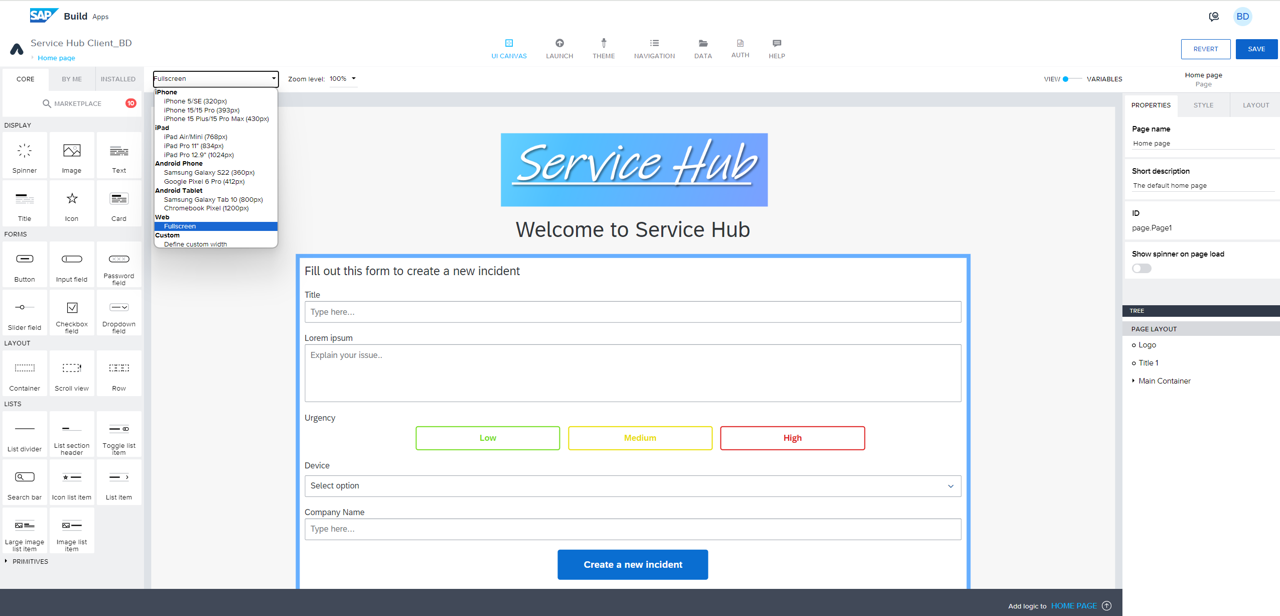 SAP Build Apps
BD
Service Hub Client_BD
Home page
UI CANVAS
LAUNCH
THEME
NAVIGATION
DATA
AUTH
HELP
REVERT
SAVE
CORE
BY ME
INSTALLED
MARKETPLACE
10
DISPLAY
Spinner
Image
Text
Title
Icon
Card
FORMS
Button
Input field
Password
field
Slider field
Checkbox
field
Dropdown
field
LAYOUT
Container
Scroll view
Row
LISTS
List divider
List section
header
Toggle list
item
Search bar
Icon list item
List item
Large image
list item
Image list
item
PRIMITIVES
Fullscreen
Zoom level: 100%
VIEW
VARIABLES
iPhone
iPhone 5/SE (320px)
iPhone 15/15 Pro (393px)
iPhone 15 Plus/15 Pro Max (430px)
iPad
iPad Air/Mini (768px)
iPad Pro 11" (834px)
iPad Pro 12.9" (1024px)
Android Phone
Samsung Galaxy S22 (360px)
Google Pixel 6 Pro (412px)
Android Tablet
Samsung Galaxy Tab 10 (800px)
Chromebook Pixel (1200px)
Web
Fullscreen
Custom
Define custom width
Service Hub
Welcome to Service Hub
Fill out this form to create a new incident
Title
Type here...
Lorem ipsum
Explain your issue..
Urgency
Low
Medium
High
Device
Select option
Company Name
Type here...
Create a new incident
Home page
Page
PROPERTIES
STYLE
LAYOUT
Page name
Home page
Short description
The default home page
ID
page.Page1
Show spinner on page load
TREE
PAGE LAYOUT
Logo
Title 1
Main Container
Add logic to HOME PAGE